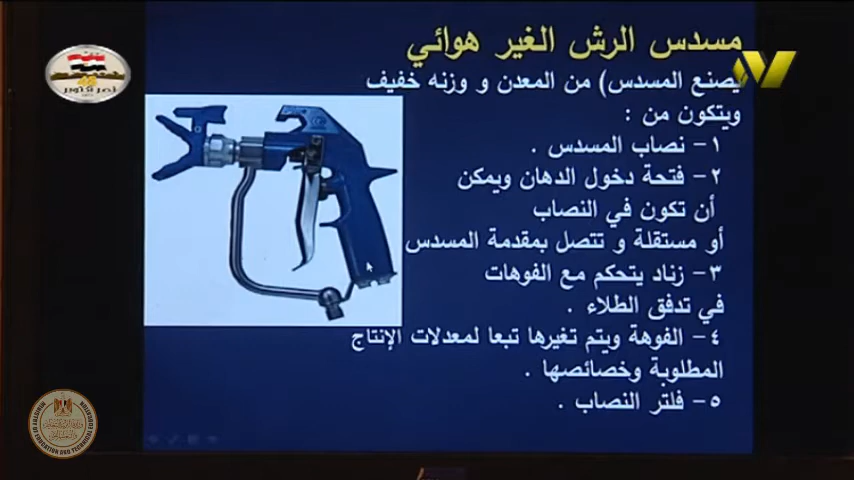 مسدس الرش الغير هوائي
يصنع المسدس) من المعدن و وزنه خفيف
ويتكون من :
١- نصاب المسدس .
٢- فتحة دخول الدهان ويمكن
أن تكون في النصاب
أو مستقلة و تتصل بمقدمة المسدس
٣- زناد يتحكم مع الفوهات
في تدفق الطلاء .
٤- الفوهة ويتم تغيرها تبعا لمعدلات الإنتاج
المطلوبة وخصائصها .
٥- فلتر النصاب .
نصر أكتوبر